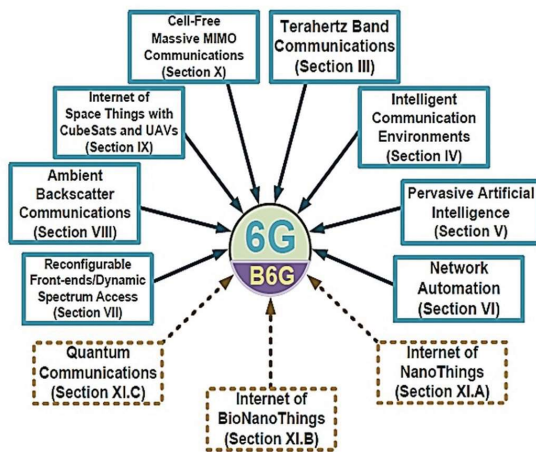 Cell-Free
Massive MIMO
Communications
(Section X)
Terahertz Band
Communications
(Section III)
Internet of
Space Things with
CubeSats and UAVs
(Section IX)
Intelligent
Communication
Environments
(Section IV)
Ambient
Backscatter
Communications
(Section VIII)
Pervasive Artificial
Intelligence
(Section V)
6G
B6G
Reconfigurable
Front-ends/Dynamic
Spectrum Access
(Section VII)
Network
Automation
(Section VI)
Quantum
Communications
(Section XI.C)
Internet of
BioNanoThings
(Section XI.B)
Internet of
NanoThings
(Section XI.A)